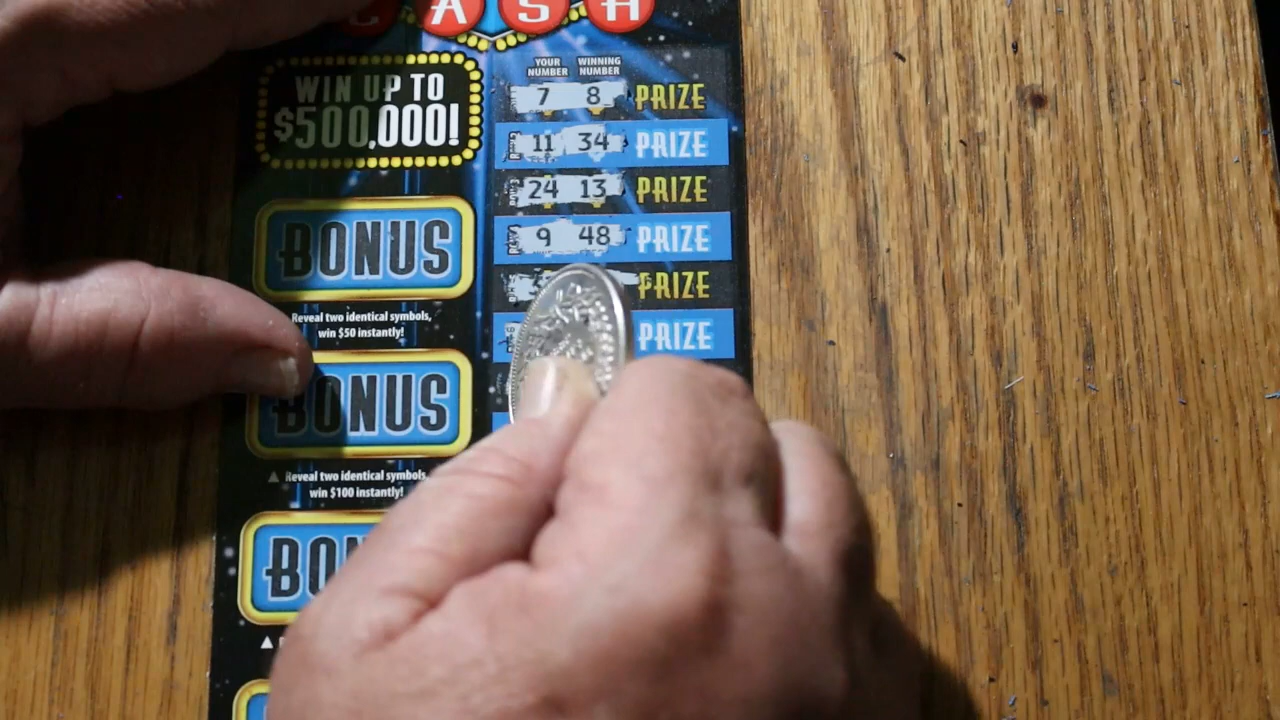 CASH
WIN UP TO
$500,000!
YOUR NUMBER
WINNING NUMBER
7 8 PRIZE
11 34 PRIZE
24 13 PRIZE
9 48 PRIZE
PRIZE
PRIZE
BONUS
Reveal two identical symbols,
win $50 instantly!
BONUS
Reveal two identical symbols,
win $100 instantly!
BO